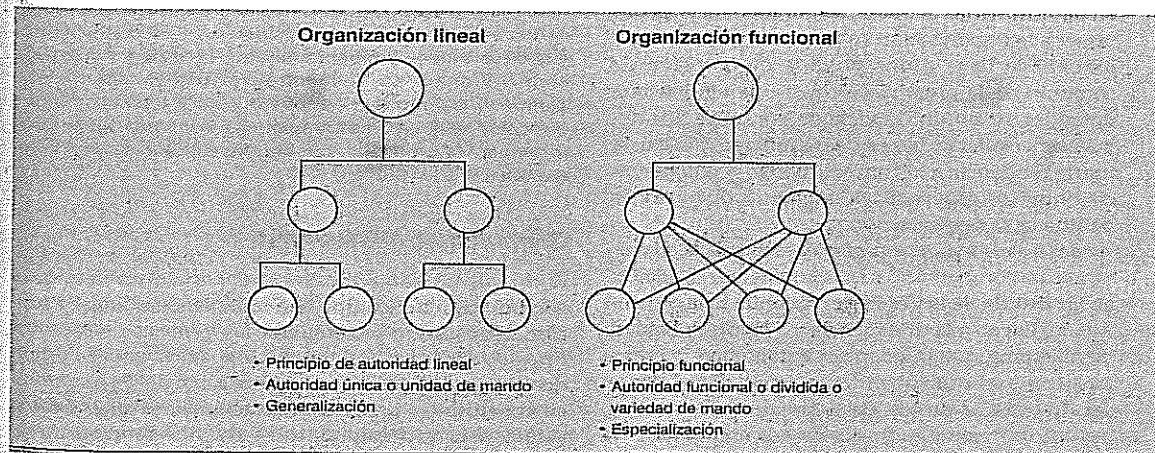 Organización lineal
- Principio de autoridad lineal
- Autoridad única o unidad de mando
- Generalización
Organización funcional
- Principio funcional
- Autoridad funcional o dividida o
variedad de mando
- Especialización